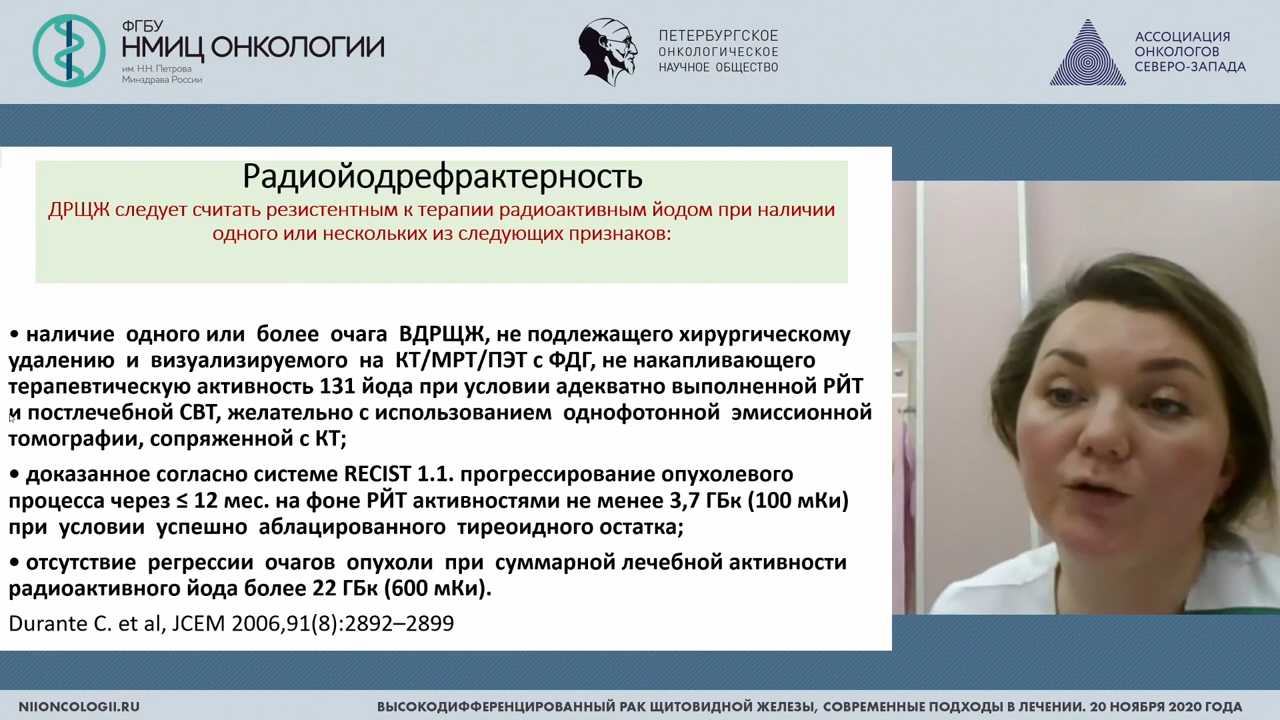 ФГБУ
НМИЦ ОНКОЛОГИИ
им. Н.Н. Петрова
Минздрава России
ПЕТЕРБУРГСКОЕ
ОНКОЛОГИЧЕСКОЕ
НАУЧНОЕ ОБЩЕСТВО
АССОЦИАЦИЯ
ОНКОЛОГОВ
СЕВЕРО-ЗАПАДА
Радиойодрефрактерность
ДРЩЖ следует считать резистентным к терапии радиоактивным йодом при наличии
одного или нескольких из следующих признаков:
• наличие одного или более очага ВДРЩЖ, не подлежащего хирургическому
удалению и визуализируемого на КТ/МРТ/ПЭТ с ФДГ, не накапливающего
терапевтическую активность 131 йода при условии адекватно выполненной РЙТ
и постлечебной СВТ, желательно с использованием однофотонной эмиссионной
томографии, сопряженной с КТ;
• доказанное согласно системе RECIST 1.1. прогрессирование опухолевого
процесса через ≤ 12 мес. на фоне РЙТ активностями не менее 3,7 ГБк (100 мКи)
при условии успешно аблацированного тиреоидного остатка;
• отсутствие регрессии очагов опухоли при суммарной лечебной активности
радиоактивного йода более 22 ГБк (600 мКи).
Durante C. et al, JCEM 2006,91(8):2892–2899
NIIONCOLOGII.RU
ВЫСОКОДИФФЕРЕНЦИРОВАННЫЙ РАК ЩИТОВИДНОЙ ЖЕЛЕЗЫ, СОВРЕМЕННЫЕ ПОДХОДЫ В ЛЕЧЕНИИ. 20 НОЯБРЯ 2020 ГОДА